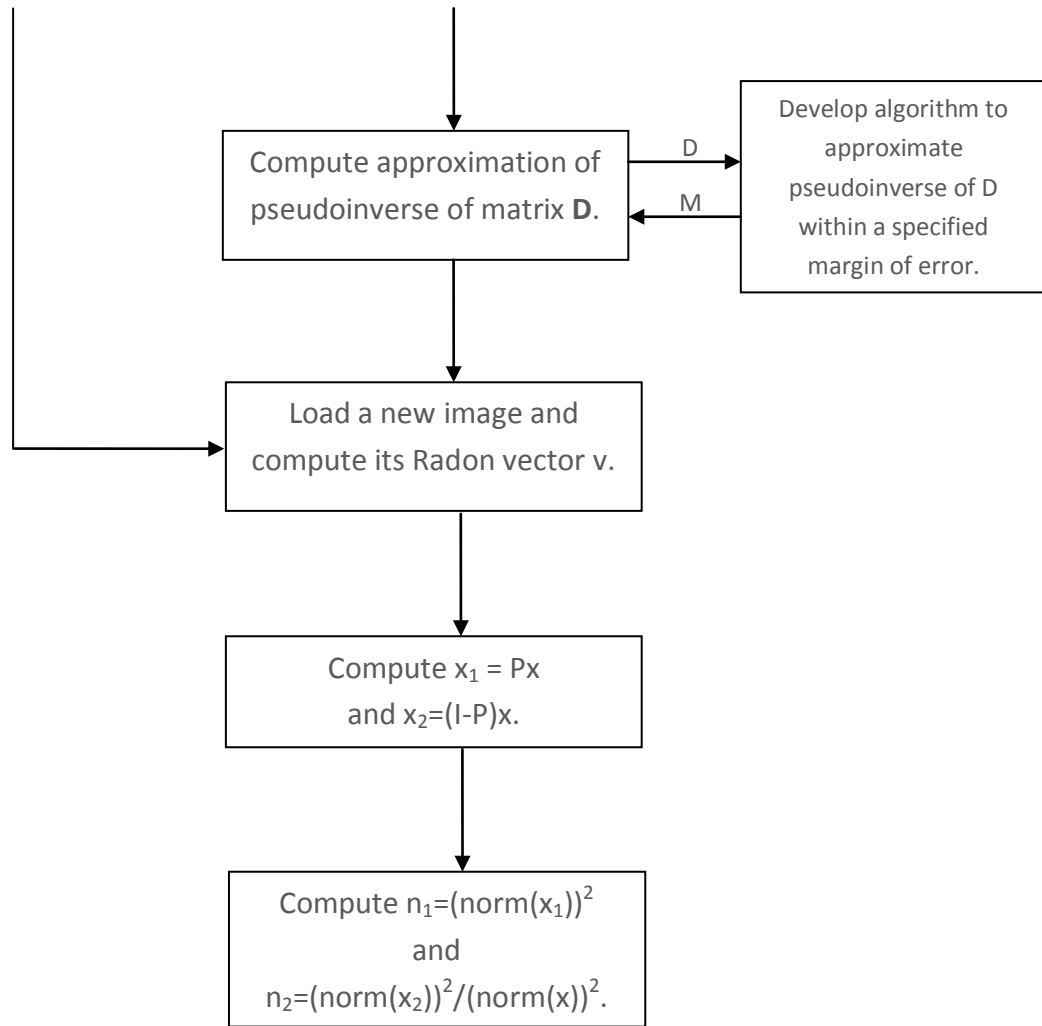 Compute approximation of
pseudoinverse of matrix D.
D
M
Develop algorithm to
approximate
pseudoinverse of D
within a specified
margin of error.
Load a new image and
compute its Radon vector v.
Compute x₁ = Px
and x₂=(I-P)x.
Compute n₁=(norm(x₁))²
and
n₂=(norm(x₂))²/(norm(x))².